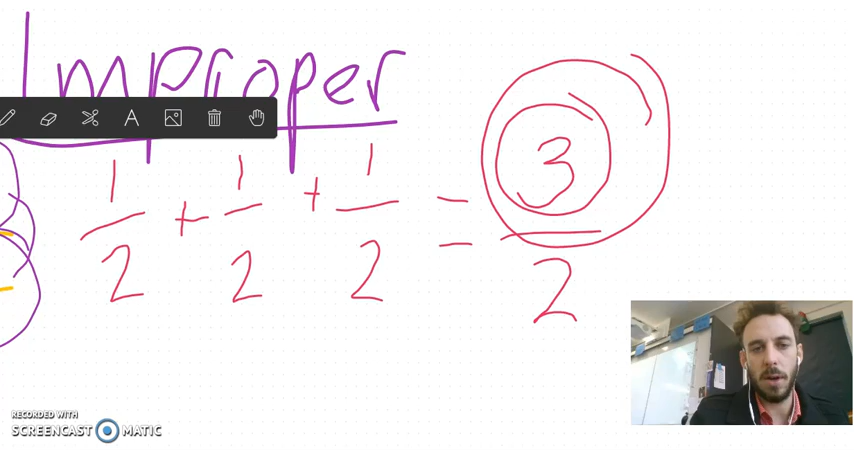 Improper
A
1/2 + 1/2 + 1/2 = 3/2
RECORDED WITH
SCREENCAST MATIC